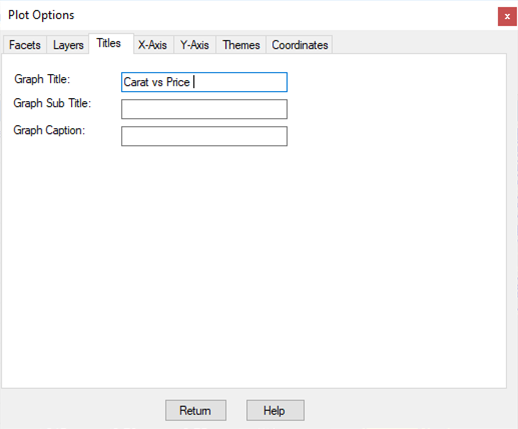 Plot Options
x
Facets Layers Titles X-Axis Y-Axis Themes Coordinates
Graph Title: Carat vs Price
Graph Sub Title:
Graph Caption:
Return Help